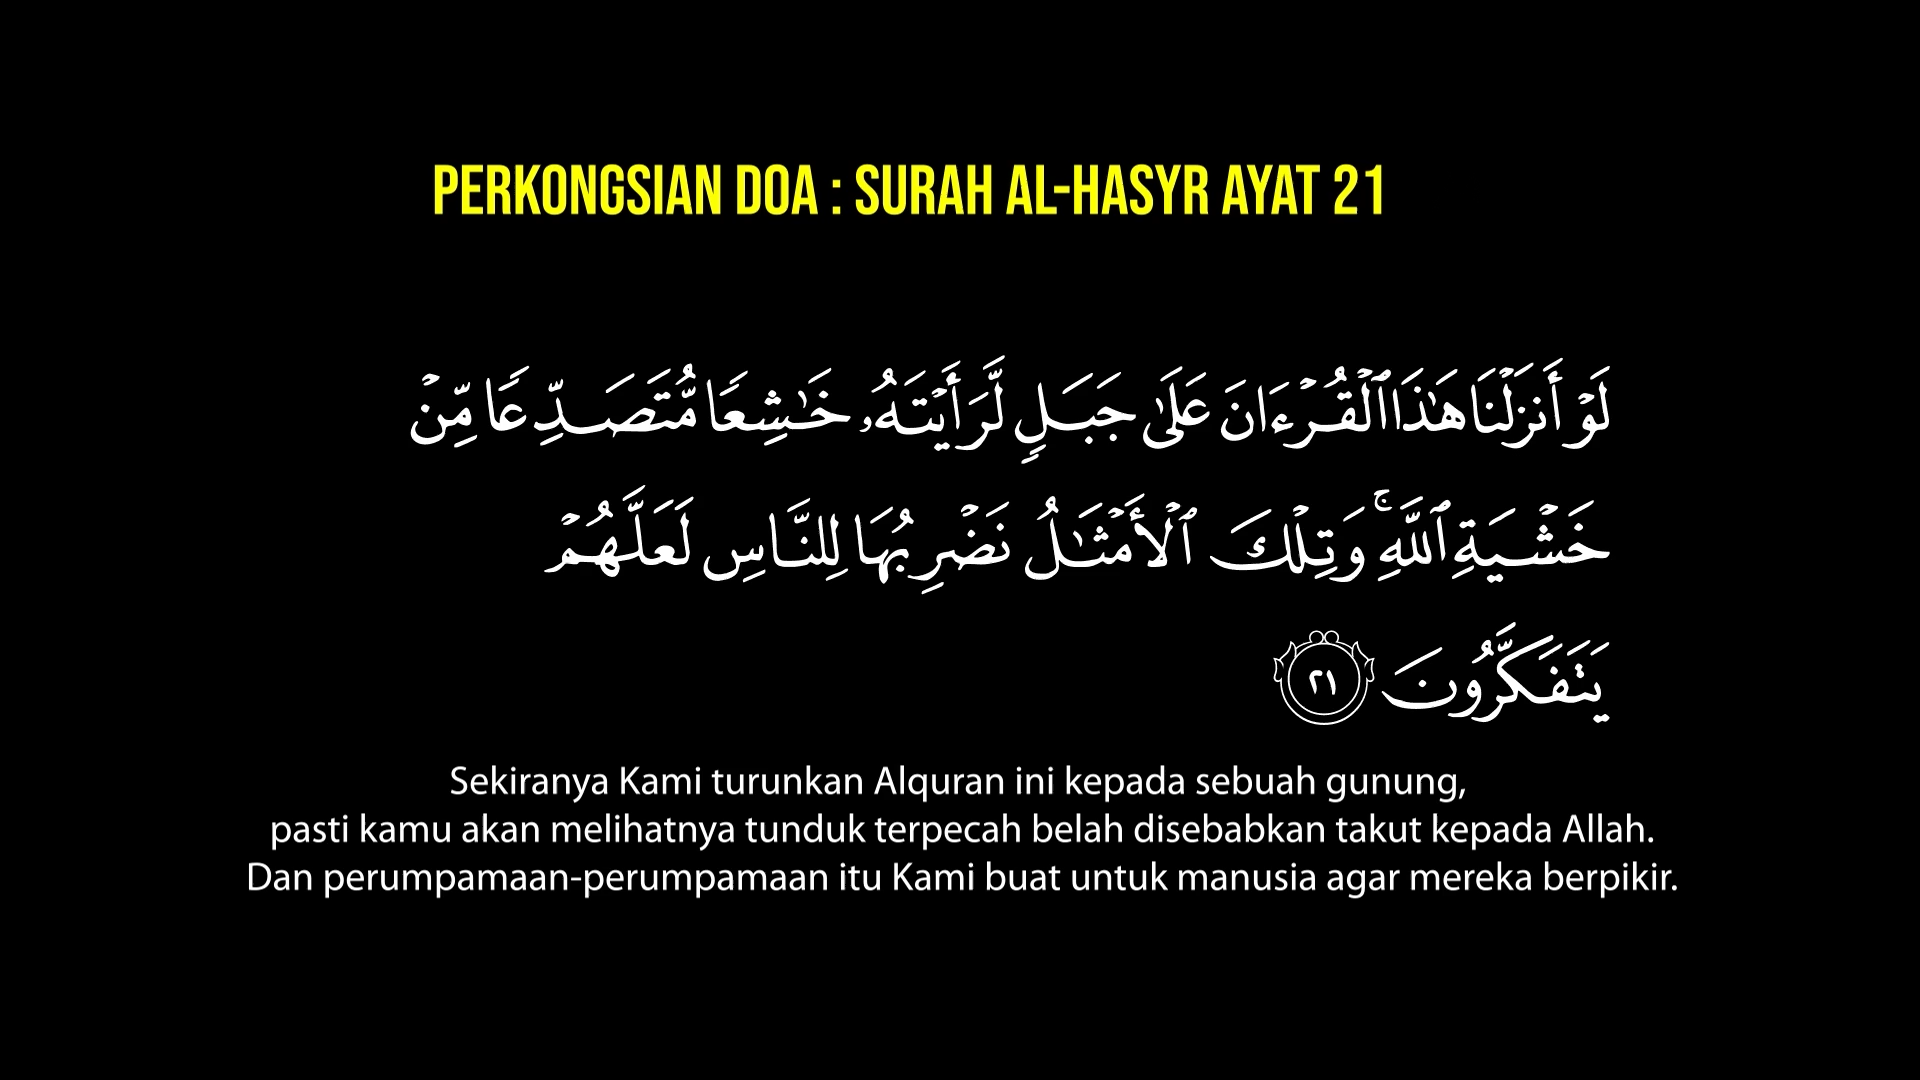 PERKONGSIAN DOA : SURAH AL-HASYR AYAT 21
لَوْ أَنزَلْنَا هَٰذَا ٱلْقُرْءَانَ عَلَىٰ جَبَلٍ لَّرَأَيْتَهُۥ خَٰشِعًا مُّتَصَدِّعًا مِّنْ
خَشْيَةِ ٱللَّهِۚ وَتِلْكَ ٱلْأَمْثَٰلُ نَضْرِبُهَا لِلنَّاسِ لَعَلَّهُمْ
يَتَفَكَّرُونَ ٢١
Sekiranya Kami turunkan Alquran ini kepada sebuah gunung,
pasti kamu akan melihatnya tunduk terpecah belah disebabkan takut kepada Allah.
Dan perumpamaan-perumpamaan itu Kami buat untuk manusia agar mereka berpikir.